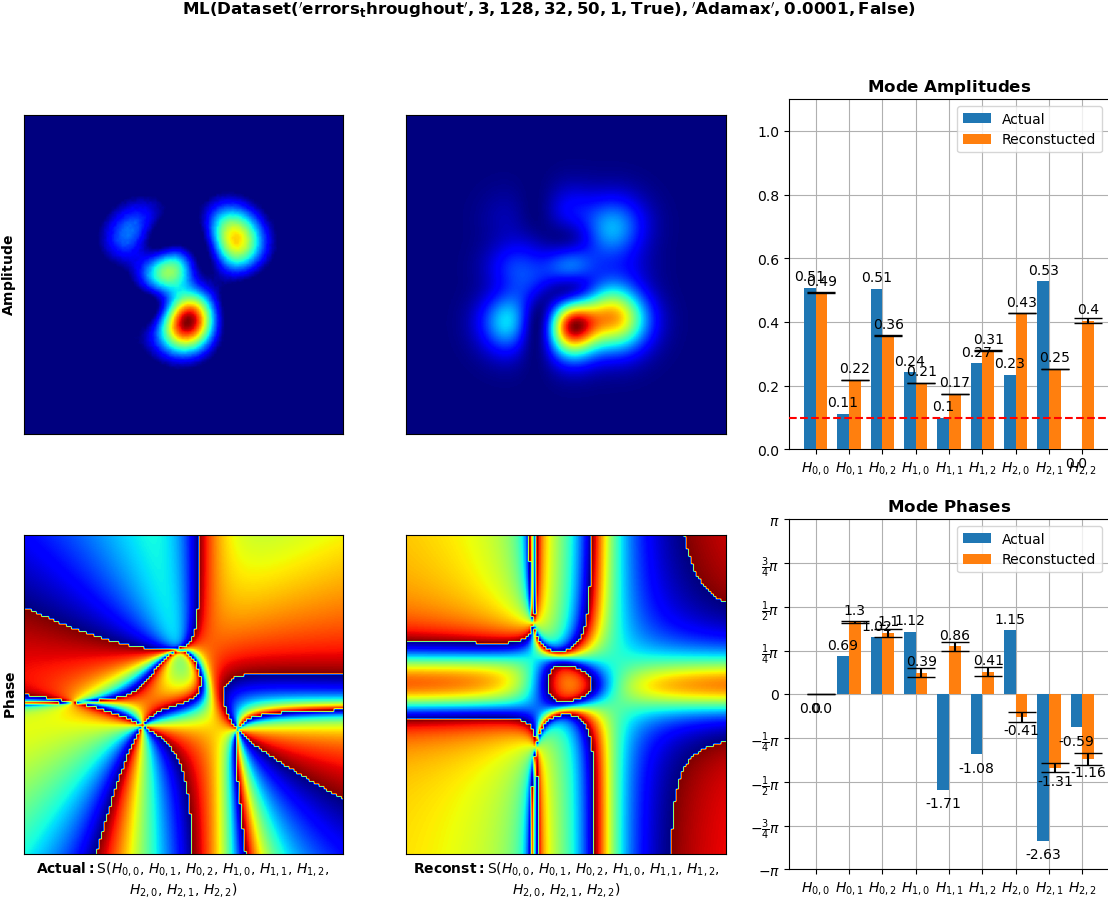 ML(Dataset('errors_throughout', 3, 128, 32, 50, 1, True), 'Adamax', 0.0001, False)
Amplitude
Mode Amplitudes
Actual
Reconstucted
1.0
0.8
0.6
0.4
0.2
0.0
0.51
0.49
0.11
0.22
0.51
0.36
0.24
0.21
0.1
0.17
0.27
0.31
0.23
0.43
0.53
0.25
0.0
0.4
H0,0 H0,1 H0,2 H1,0 H1,1 H1,2 H2,0 H2,1 H2,2
Phase
Mode Phases
Actual
Reconstucted
π
3/4π
1/2π
1/4π
0
−1/4π
−1/2π
−3/4π
−π
0.0
0.0
0.69
1.3
1.02
1.1
1.12
0.39
-1.71
0.86
-1.08
0.41
1.15
-0.41
-2.63
-1.31
-0.59
-1.16
H0,0 H0,1 H0,2 H1,0 H1,1 H1,2 H2,0 H2,1 H2,2
Actual: S(H0,0, H0,1, H0,2, H1,0, H1,1, H1,2,
H2,0, H2,1, H2,2)
Reconst: S(H0,0, H0,1, H0,2, H1,0, H1,1, H1,2,
H2,0, H2,1, H2,2)